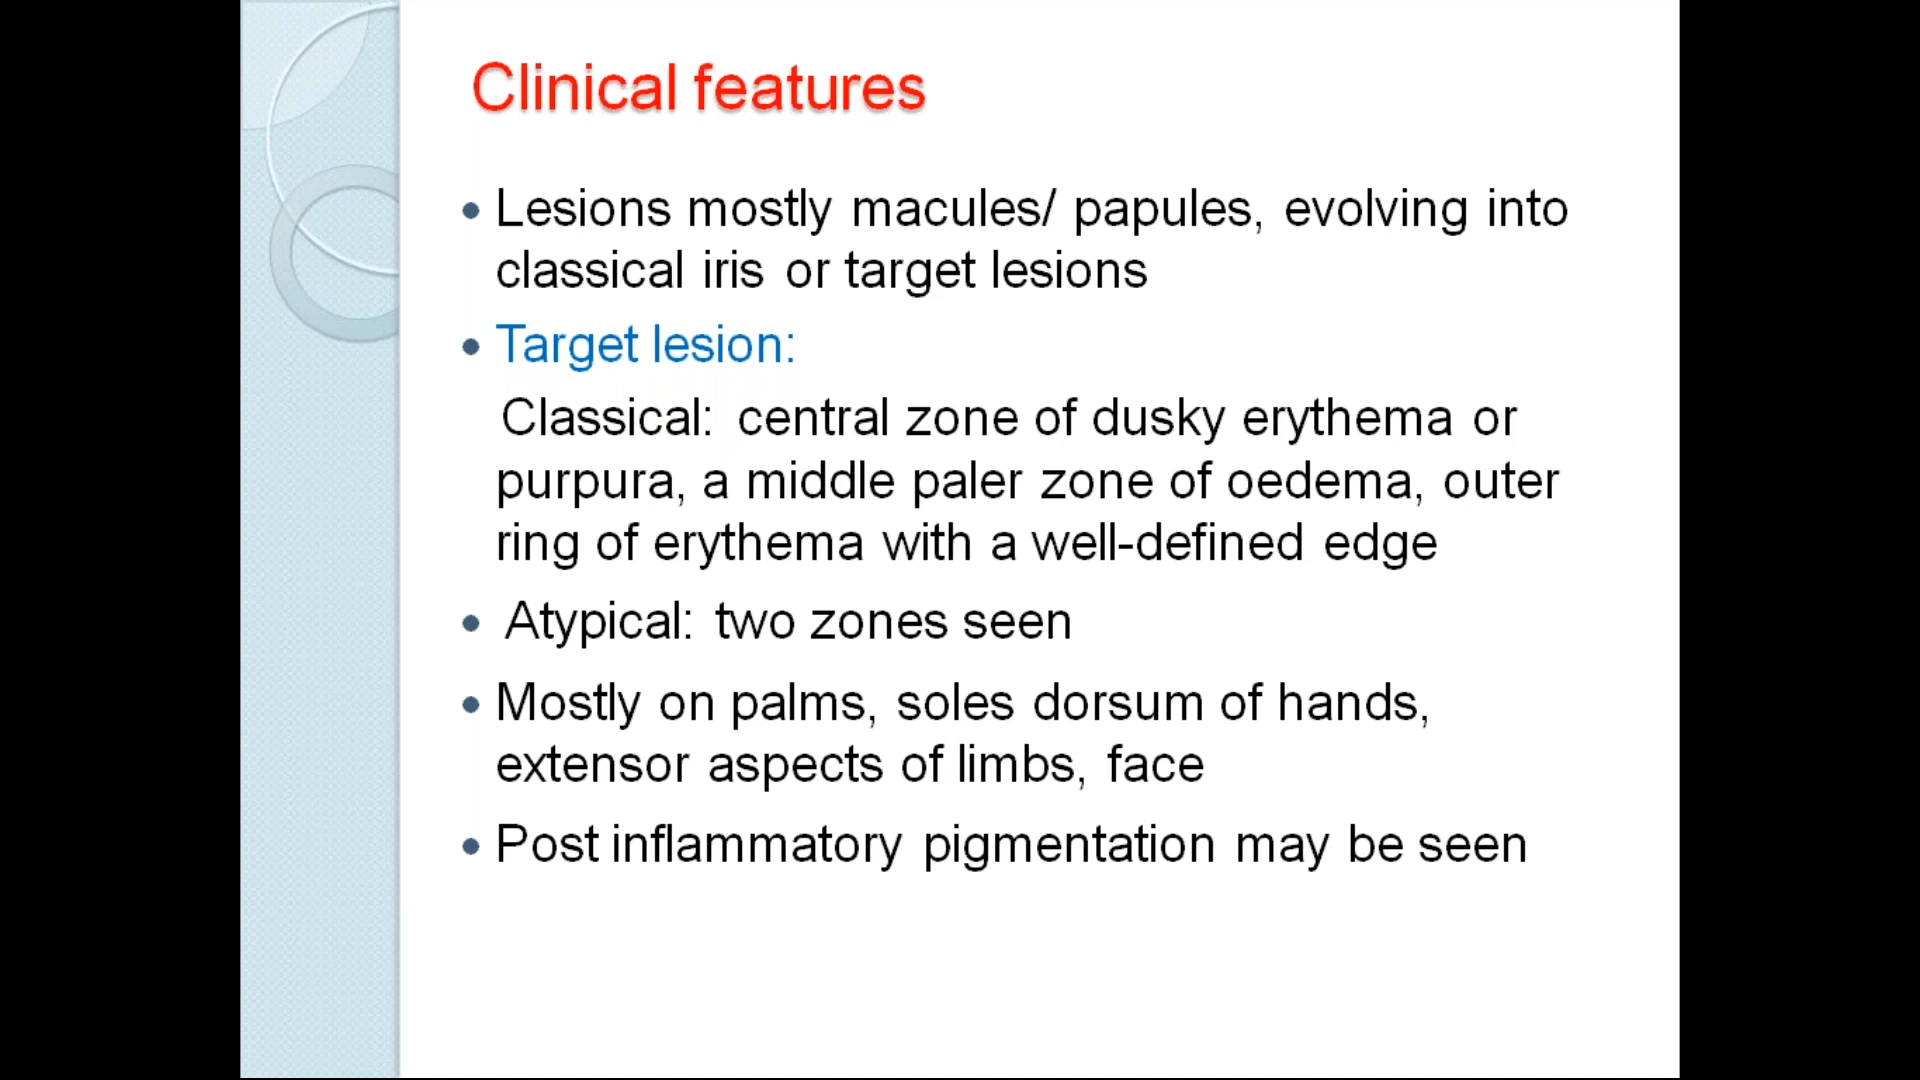 Clinical features
• Lesions mostly macules/ papules, evolving into
classical iris or target lesions
• Target lesion:
Classical: central zone of dusky erythema or
purpura, a middle paler zone of oedema, outer
ring of erythema with a well-defined edge
• Atypical: two zones seen
• Mostly on palms, soles dorsum of hands,
extensor aspects of limbs, face
• Post inflammatory pigmentation may be seen